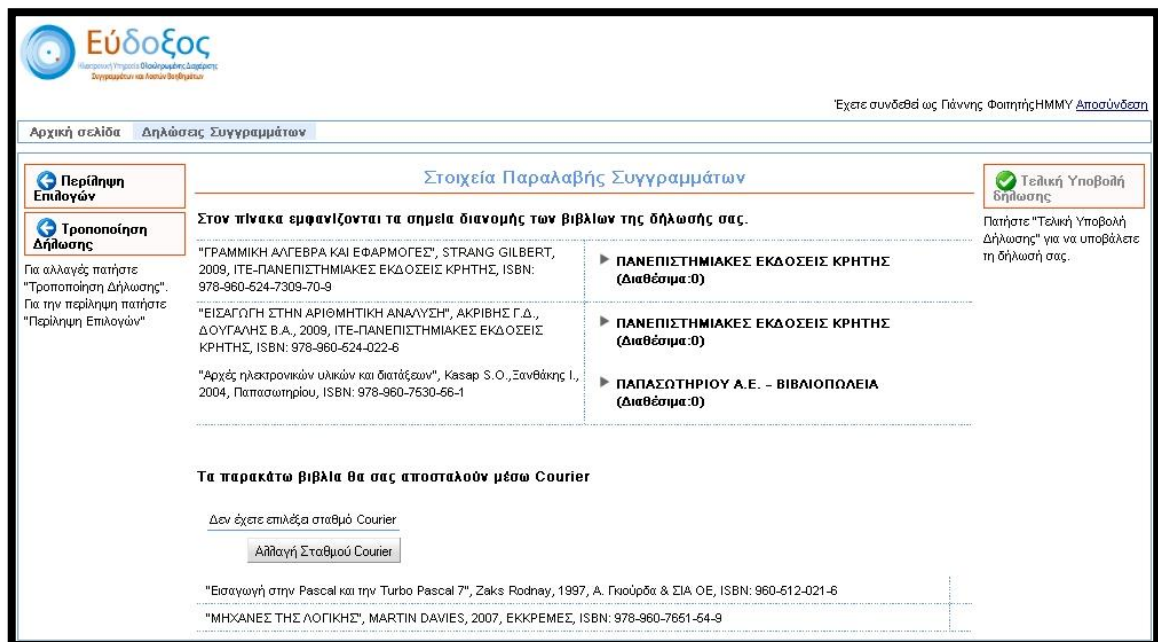 Εύδοξος
Ηλεκτρονική Υπηρεσία Ολοκληρωμένης Διαχείρισης
Συγγραμμάτων και Λοιπών Βοηθημάτων
Έχετε συνδεθεί ως Γιάννης ΦοιτητήςΗΜΜΥ Αποσύνδεση
Αρχική σελίδα Δηλώσεις Συγγραμμάτων
Περίληψη
Επιλογών
Τροποποίηση
Δήλωσης
Για αλλαγές πατήστε
"Τροποποίηση Δήλωσης".
Για την περίληψη πατήστε
"Περίληψη Επιλογών"
Στοιχεία Παραλαβής Συγγραμμάτων
Στον πίνακα εμφανίζονται τα σημεία διανομής των βιβλίων της δήλωσής σας.
"ΓΡΑΜΜΙΚΗ ΑΛΓΕΒΡΑ ΚΑΙ ΕΦΑΡΜΟΓΕΣ", STRANG GILBERT,
2009, ΙΤΕ-ΠΑΝΕΠΙΣΤΗΜΙΑΚΕΣ ΕΚΔΟΣΕΙΣ ΚΡΗΤΗΣ, ISBN:
978-960-524-7309-70-9
ΠΑΝΕΠΙΣΤΗΜΙΑΚΕΣ ΕΚΔΟΣΕΙΣ ΚΡΗΤΗΣ
(Διαθέσιμα:0)
"ΕΙΣΑΓΩΓΗ ΣΤΗΝ ΑΡΙΘΜΗΤΙΚΗ ΑΝΑΛΥΣΗ", ΑΚΡΙΒΗΣ Γ.Δ.,
ΔΟΥΓΑΛΗΣ Β.Α., 2009, ΙΤΕ-ΠΑΝΕΠΙΣΤΗΜΙΑΚΕΣ ΕΚΔΟΣΕΙΣ
ΚΡΗΤΗΣ, ISBN: 978-960-524-022-6
ΠΑΝΕΠΙΣΤΗΜΙΑΚΕΣ ΕΚΔΟΣΕΙΣ ΚΡΗΤΗΣ
(Διαθέσιμα:0)
"Αρχές ηλεκτρονικών υλικών και διατάξεων", Kasap S.O.,Ξανθάκης Ι.,
2004, Παπασωτηρίου, ISBN: 978-960-7530-56-1
ΠΑΠΑΣΩΤΗΡΙΟΥ Α.Ε. – ΒΙΒΛΙΟΠΩΛΕΙΑ
(Διαθέσιμα:0)
Τα παρακάτω βιβλία θα σας αποσταλούν μέσω Courier
Δεν έχετε επιλέξει σταθμό Courier
Αλλαγή Σταθμού Courier
"Εισαγωγή στην Pascal και την Turbo Pascal 7", Zaks Rodnay, 1997, Α. Γκιούρδα & ΣΙΑ ΟΕ, ISBN: 960-512-021-6
"ΜΗΧΑΝΕΣ ΤΗΣ ΛΟΓΙΚΗΣ", MARTIN DAVIES, 2007, ΕΚΚΡΕΜΕΣ, ISBN: 978-960-7651-54-9
Τελική Υποβολή
δήλωσης
Πατήστε "Τελική Υποβολή
Δήλωσης" για να υποβάλετε
τη δήλωσή σας.